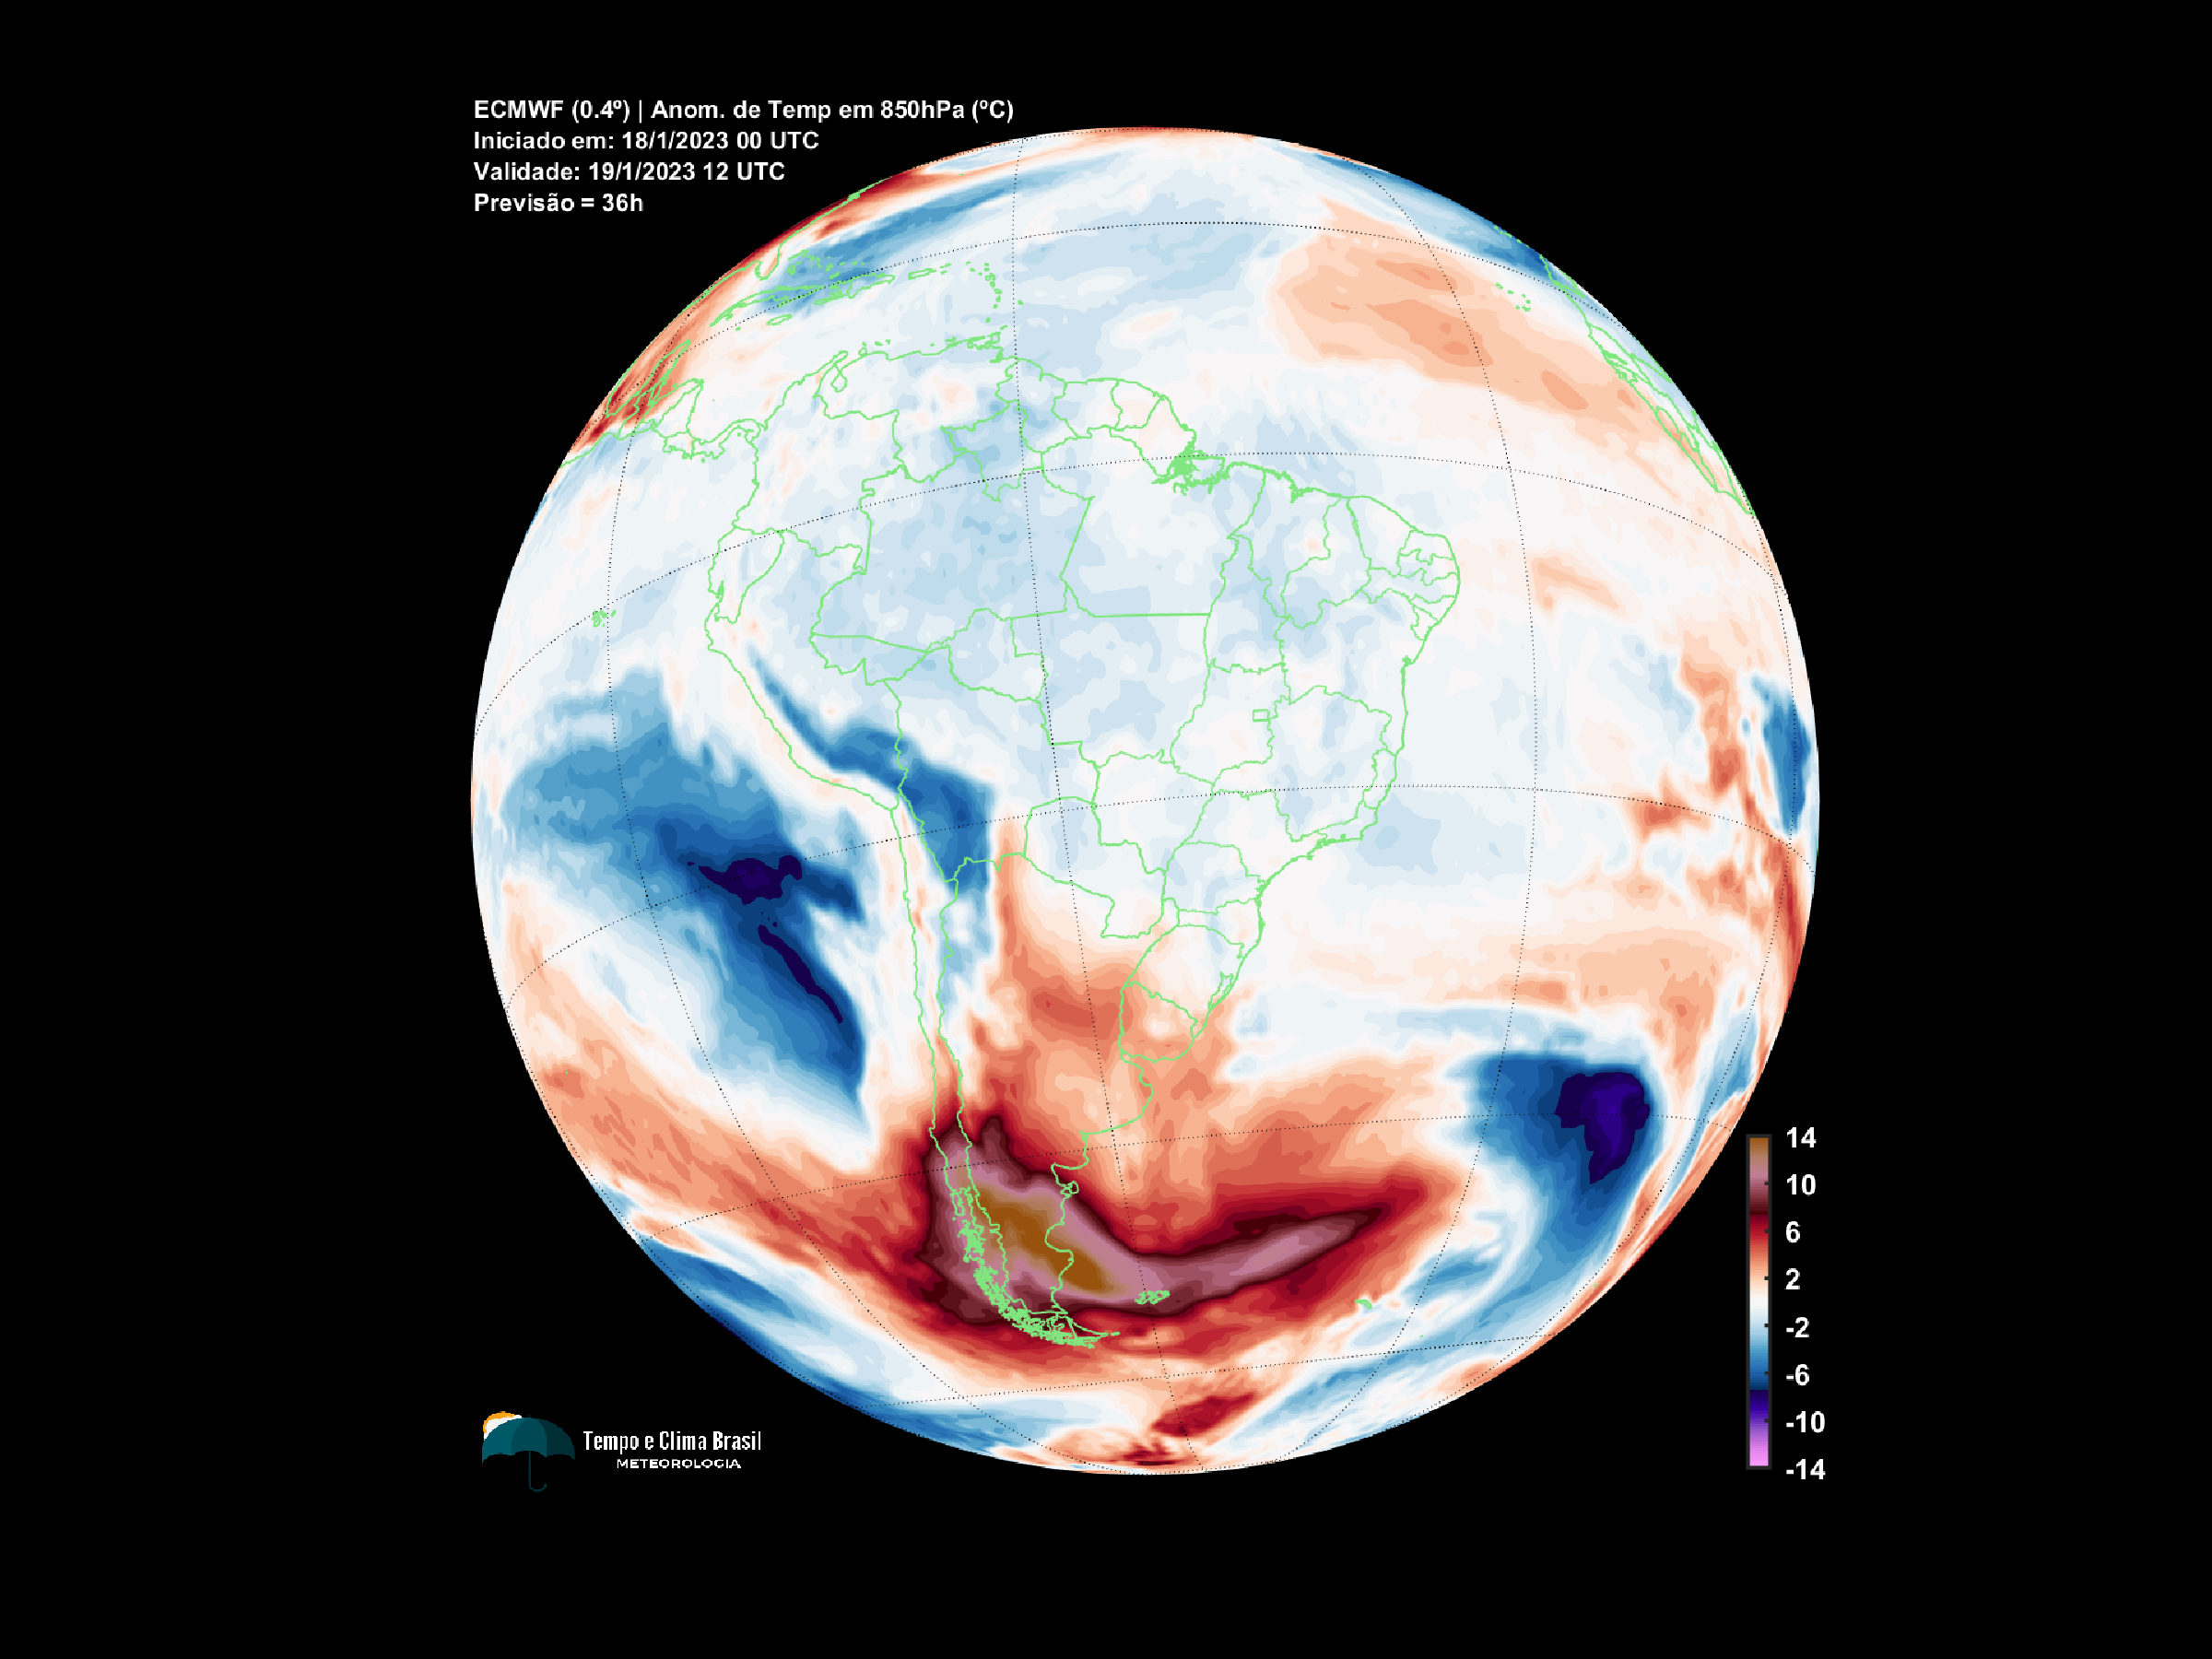 ECMWF (0.4º) | Anom. de Temp em 850hPa (ºC)
Iniciado em: 18/1/2023 00 UTC
Validade: 19/1/2023 12 UTC
Previsão = 36h
14
10
6
2
-2
-6
-10
-14
Tempo e Clima Brasil
METEOROLOGIA